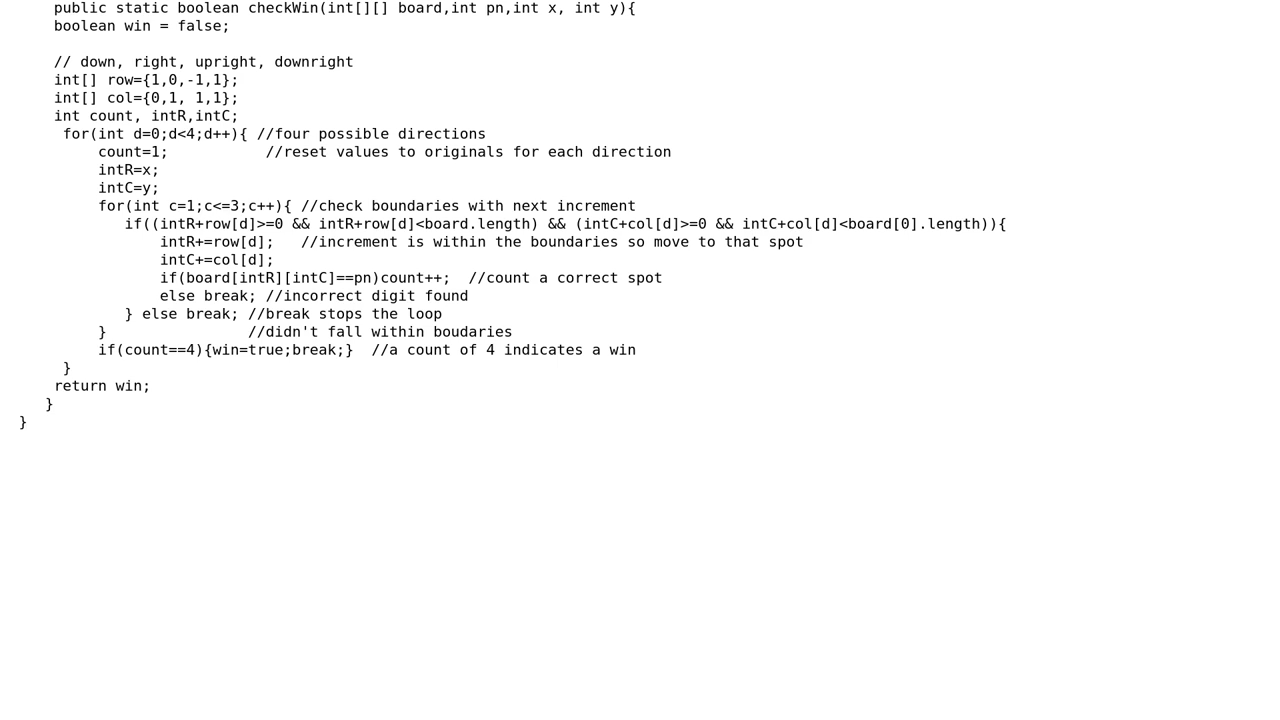 public static boolean checkWin(int[][] board,int pn,int x, int y){
boolean win = false;
// down, right, upright, downright
int[] row={1,0,-1,1};
int[] col={0,1, 1,1};
int count, intR,intC;
for(int d=0;d<4;d++){ //four possible directions
count=1;           //reset values to originals for each direction
intR=x;
intC=y;
for(int c=1;c<=3;c++){ //check boundaries with next increment
if((intR+row[d]>=0 && intR+row[d]<board.length) && (intC+col[d]>=0 && intC+col[d]<board[0].length)){
intR+=row[d];   //increment is within the boundaries so move to that spot
intC+=col[d];
if(board[intR][intC]==pn)count++;  //count a correct spot
else break; //incorrect digit found
} else break; //break stops the loop
}                //didn't fall within boudaries
if(count==4){win=true;break;}  //a count of 4 indicates a win
}
return win;
}
}